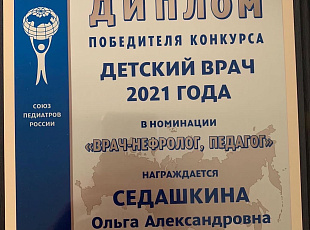 ДИПЛОМ
ПОБЕДИТЕЛЯ КОНКУРСА
ДЕТСКИЙ ВРАЧ
2021 ГОДА
В НОМИНАЦИИ
«ВРАЧ-НЕФРОЛОГ, ПЕДАГОГ»
НАГРАЖДАЕТСЯ
СЕДАШКИНА
Ольга Александровна
СОЮЗ
ПЕДИАТРОВ
РОССИИ